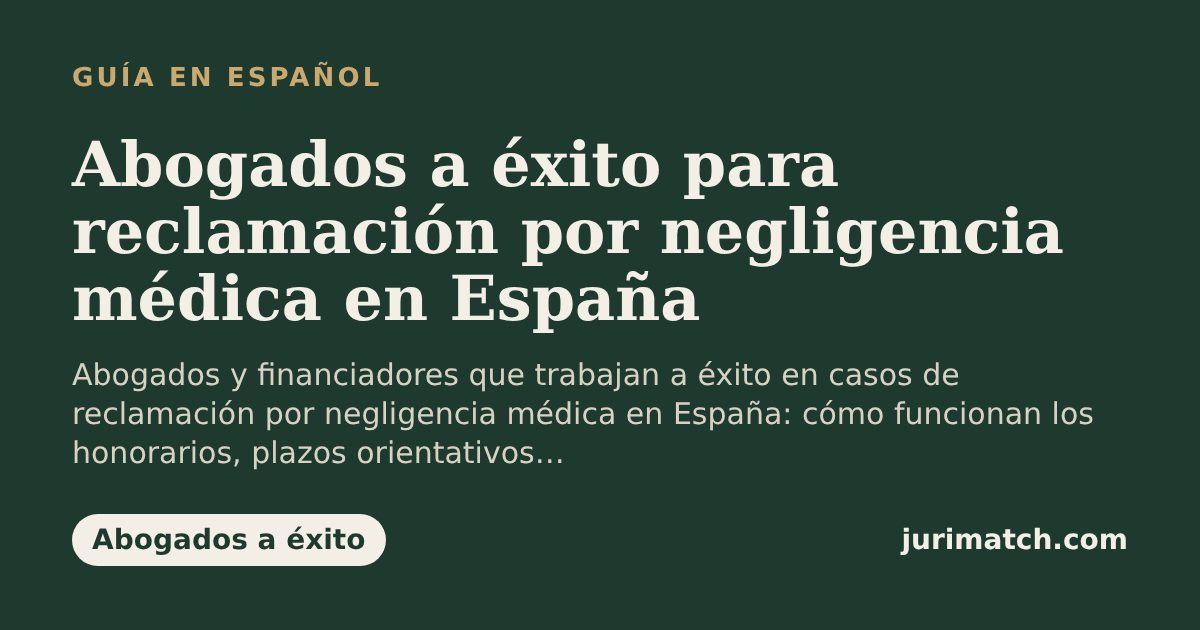 GUÍA EN ESPAÑOL
Abogados a éxito para
reclamación por negligencia
médica en España
Abogados y financiadores que trabajan a éxito en casos de
reclamación por negligencia médica en España: cómo funcionan los
honorarios, plazos orientativos…
Abogados a éxito
jurimatch.com